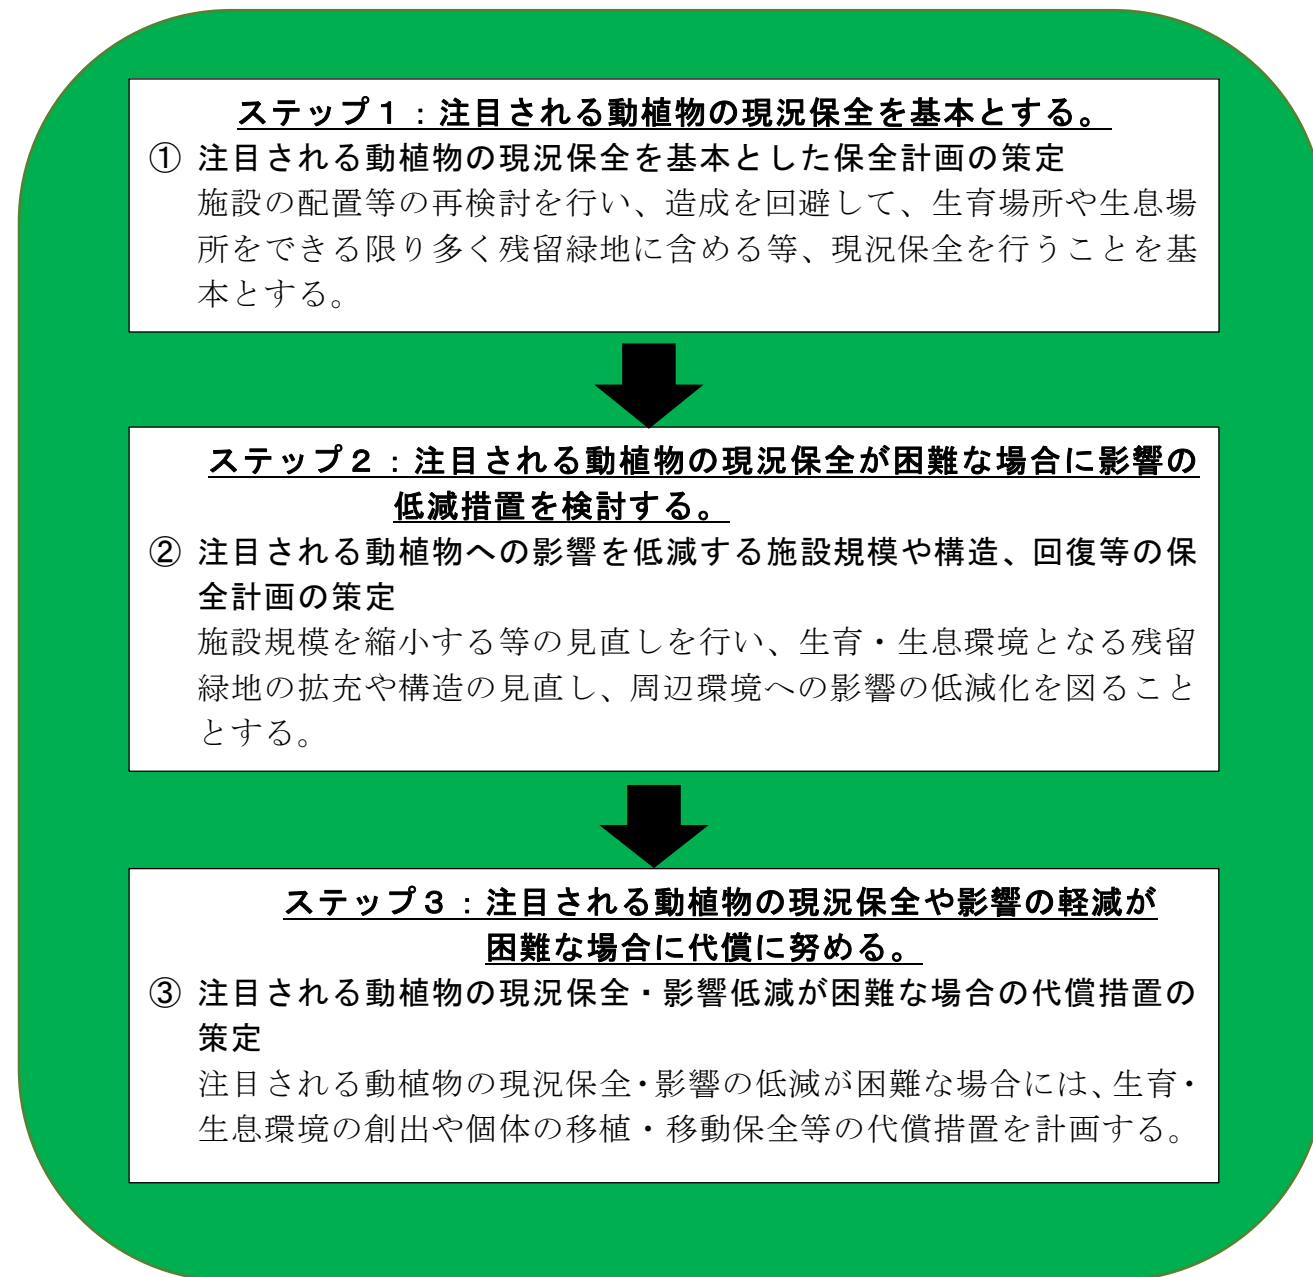 ステップ１：注目される動植物の現況保全を基本とする。
① 注目される動植物の現況保全を基本とした保全計画の策定
施設の配置等の再検討を行い、造成を回避して、生育場所や生息場
所をできる限り多く残留緑地に含める等、現況保全を行うことを基
本とする。
ステップ２：注目される動植物の現況保全が困難な場合に影響の
低減措置を検討する。
② 注目される動植物への影響を低減する施設規模や構造、回復等の保
全計画の策定
施設規模を縮小する等の見直しを行い、生育・生息環境となる残留
緑地の拡充や構造の見直し、周辺環境への影響の低減化を図ること
とする。
ステップ３：注目される動植物の現況保全や影響の軽減が
困難な場合に代償に努める。
③ 注目される動植物の現況保全・影響低減が困難な場合の代償措置の
策定
注目される動植物の現況保全・影響の低減が困難な場合には、生育・
生息環境の創出や個体の移植・移動保全等の代償措置を計画する。